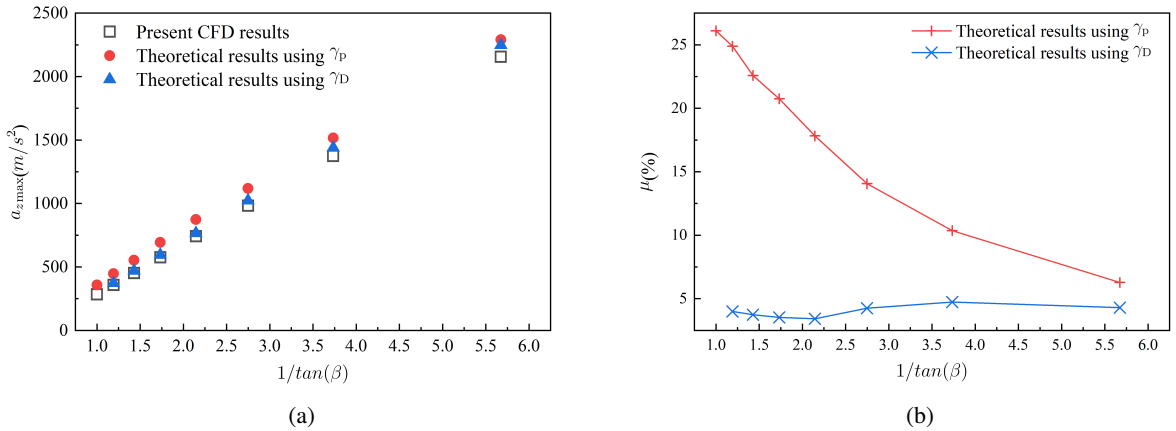 2500
2000
1500
1000
500
0
a_zmax(m/s²)
Present CFD results
Theoretical results using γP
Theoretical results using γD
1.0 1.5 2.0 2.5 3.0 3.5 4.0 4.5 5.0 5.5 6.0
1/tan(β)
(a)
25
20
15
10
5
μ(%)
Theoretical results using γP
Theoretical results using γD
1.0 1.5 2.0 2.5 3.0 3.5 4.0 4.5 5.0 5.5 6.0
1/tan(β)
(b)